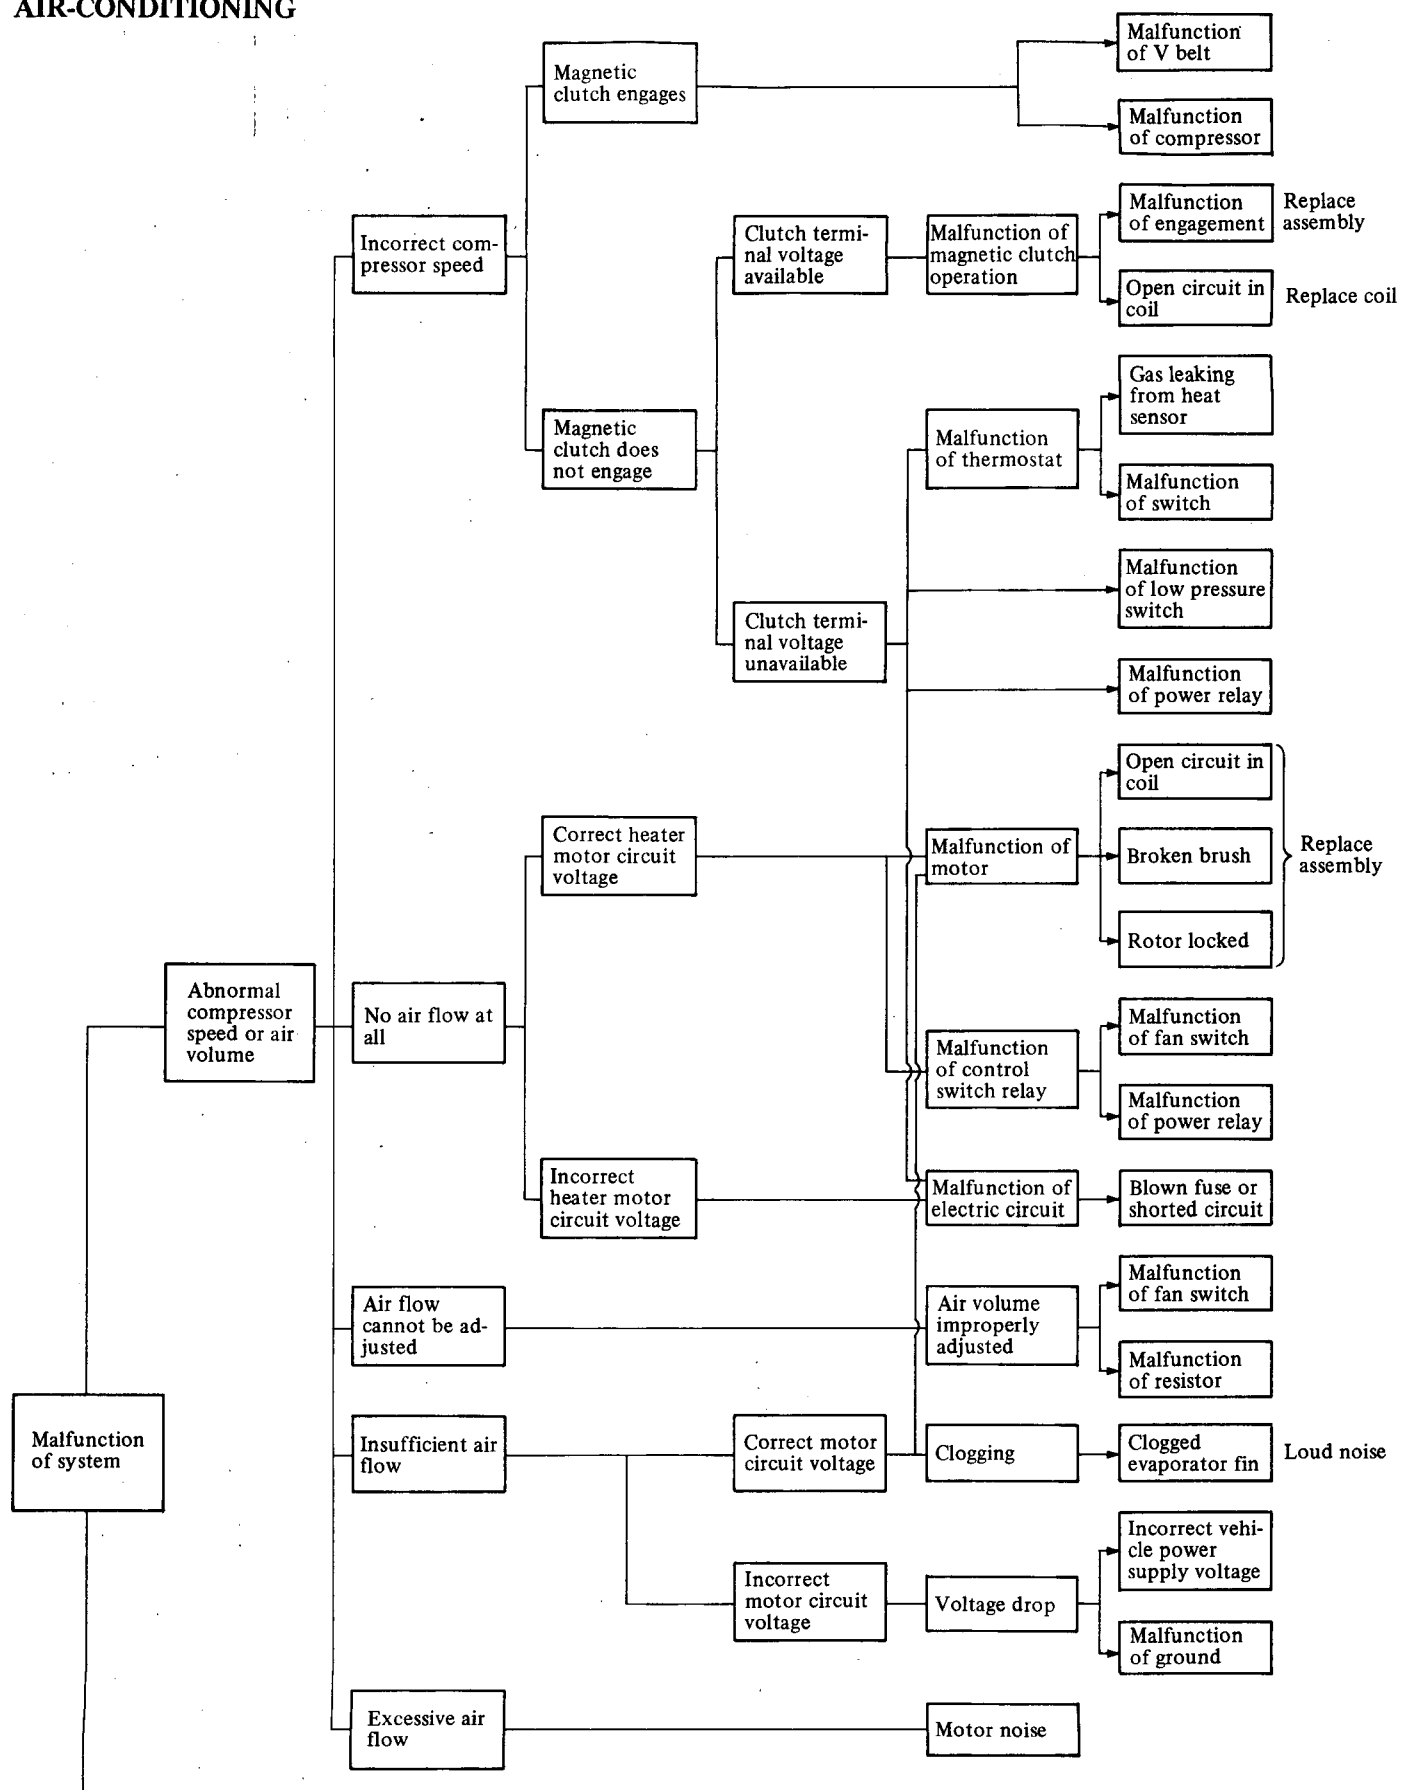 AIR-CONDITIONING
Malfunction
of V belt
Magnetic
clutch engages
Malfunction
of compressor
Malfunction
of engagement
Replace
assembly
Incorrect com-
pressor speed
Clutch termi-
nal voltage
available
Malfunction of
magnetic clutch
operation
Open circuit in
coil
Replace coil
Gas leaking
from heat
sensor
Magnetic
clutch does
not engage
Malfunction
of thermostat
Malfunction
of switch
Malfunction
of low pressure
switch
Clutch termi-
nal voltage
unavailable
Malfunction
of power relay
Open circuit in
coil
Correct heater
motor circuit
voltage
Malfunction of
motor
Broken brush
Replace
assembly
Rotor locked
Abnormal
compressor
speed or air
volume
No air flow at
all
Malfunction
of fan switch
Malfunction
of control
switch relay
Malfunction
of power relay
Incorrect
heater motor
circuit voltage
Malfunction of
electric circuit
Blown fuse or
shorted circuit
Air flow
cannot be ad-
justed
Air volume
improperly
adjusted
Malfunction
of fan switch
Malfunction
of resistor
Malfunction
of system
Insufficient air
flow
Correct motor
circuit voltage
Clogging
Clogged
evaporator fin
Loud noise
Incorrect vehi-
cle power
supply voltage
Incorrect
motor circuit
voltage
Voltage drop
Malfunction
of ground
Excessive air
flow
Motor noise